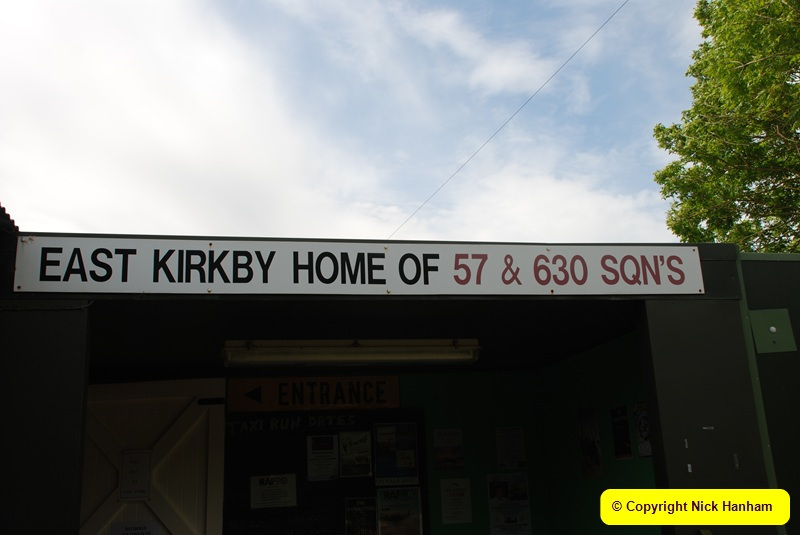 EAST KIRKBY HOME OF 57 & 630 SQN'S
ENTRANCE
TAXI RUN DATES
© Copyright Nick Hanham